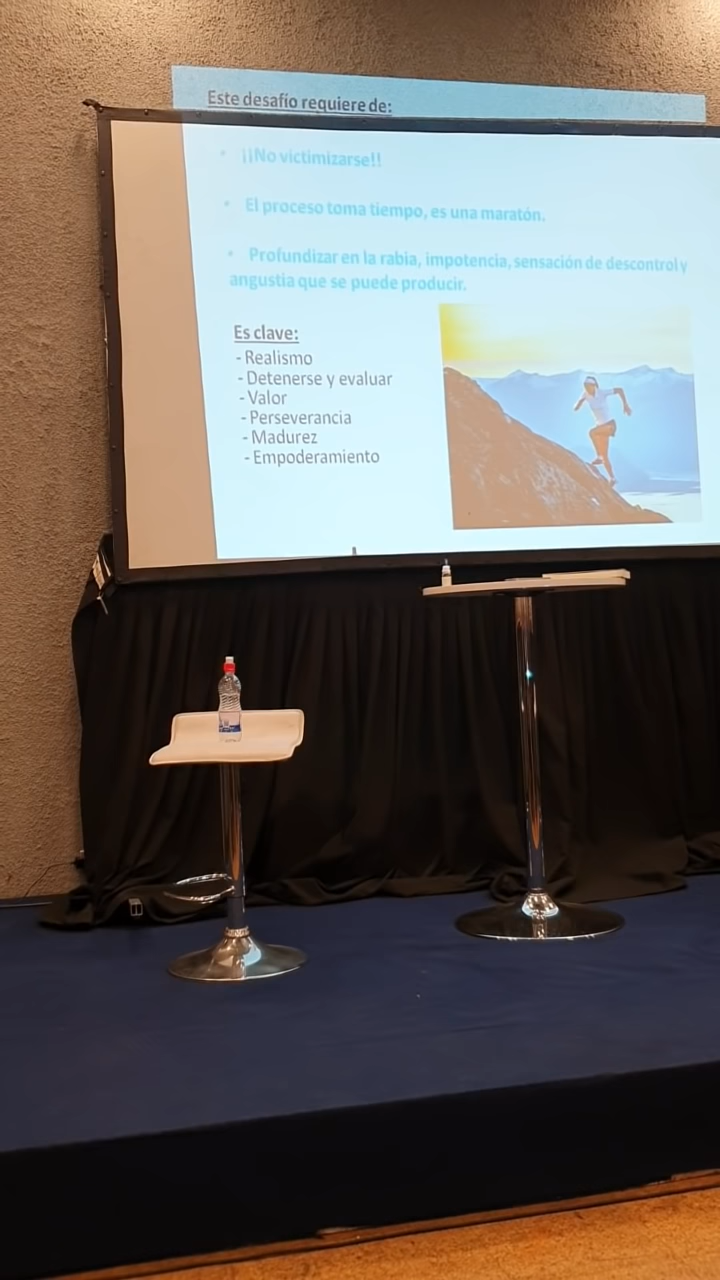 Este desafío requiere de:
• ¡¡No victimizarse!!
• El proceso toma tiempo, es una maratón.
• Profundizar en la rabia, impotencia, sensación de descontrol y
angustia que se puede producir.
Es clave:
- Realismo
- Detenerse y evaluar
- Valor
- Perseverancia
- Madurez
- Empoderamiento